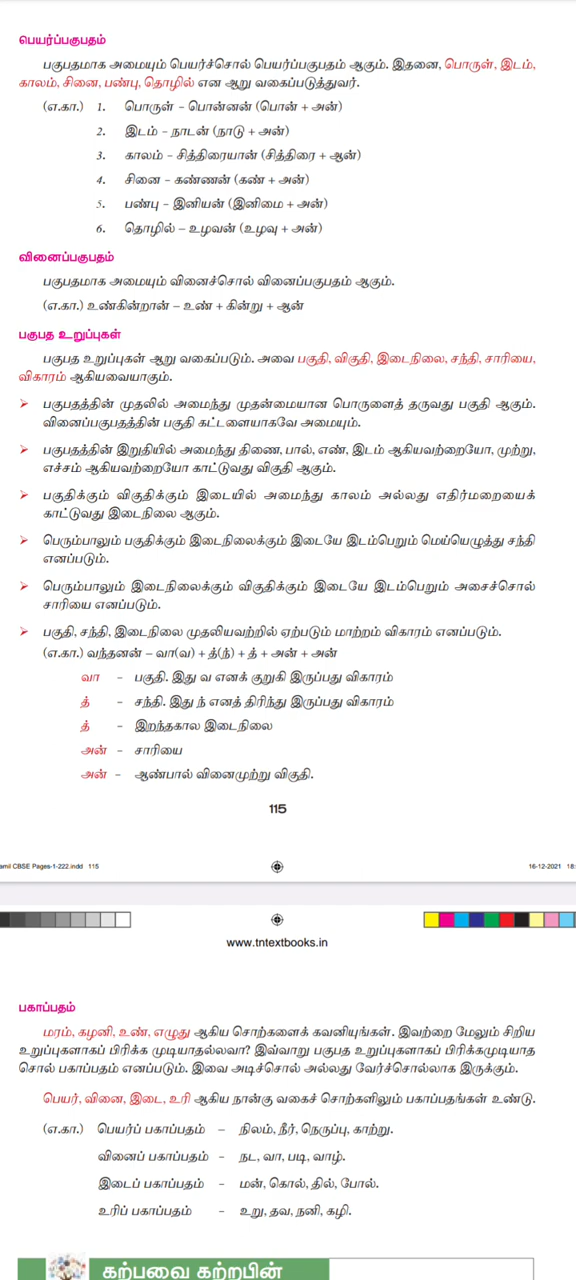 பெயர்ப்பகுபதம்
பகுபதமாக அமையும் பெயர்ச்சொல் பெயர்ப்பகுபதம் ஆகும். இதனை, பொருள், இடம்,
காலம், சினை, பண்பு, தொழில் என ஆறு வகைப்படுத்துவர்.
(எ.கா.) 1. பொருள் – பொன்னன் (பொன் + அன்)
2. இடம் – நாடன் (நாடு + அன்)
3. காலம் – சித்திரையான் (சித்திரை + ஆன்)
4. சினை – கண்ணன் (கண் + அன்)
5. பண்பு – இனியன் (இனிமை + அன்)
6. தொழில் – உழவன் (உழவு + அன்)
வினைப்பகுபதம்
பகுபதமாக அமையும் வினைச்சொல் வினைப்பகுபதம் ஆகும்.
(எ.கா.) உண்கின்றான் – உண் + கின்று + ஆன்
பகுபத உறுப்புகள்
பகுபத உறுப்புகள் ஆறு வகைப்படும். அவை பகுதி, விகுதி, இடைநிலை, சந்தி, சாரியை,
விகாரம் ஆகியவையாகும்.
➢ பகுபதத்தின் முதலில் அமைந்து முதன்மையான பொருளைத் தருவது பகுதி ஆகும்.
வினைப்பகுபதத்தின் பகுதி கட்டளையாகவே அமையும்.
➢ பகுபதத்தின் இறுதியில் அமைந்து திணை, பால், எண், இடம் ஆகியவற்றையோ, முற்று,
எச்சம் ஆகியவற்றையோ காட்டுவது விகுதி ஆகும்.
➢ பகுதிக்கும் விகுதிக்கும் இடையில் அமைந்து காலம் அல்லது எதிர்மறையைக்
காட்டுவது இடைநிலை ஆகும்.
➢ பெரும்பாலும் பகுதிக்கும் இடைநிலைக்கும் இடையே இடம்பெறும் மெய்யெழுத்து சந்தி
எனப்படும்.
➢ பெரும்பாலும் இடைநிலைக்கும் விகுதிக்கும் இடையே இடம்பெறும் அசைச்சொல்
சாரியை எனப்படும்.
➢ பகுதி, சந்தி, இடைநிலை முதலியவற்றில் ஏற்படும் மாற்றம் விகாரம் எனப்படும்.
(எ.கா.) வந்தனன் – வா(வ) + த்(ந்) + த் + அன் + அன்
வா – பகுதி. இது வ எனக் குறுகி இருப்பது விகாரம்
த் – சந்தி. இது ந் எனத் திரிந்து இருப்பது விகாரம்
த் – இறந்தகால இடைநிலை
அன் – சாரியை
அன் – ஆண்பால் வினைமுற்று விகுதி.
115
amil CBSE Pages-1-222.indd 115
16-12-2021 18:
www.tntextbooks.in
பகாப்பதம்
மரம், கழனி, உண், எழுது ஆகிய சொற்களைக் கவனியுங்கள். இவற்றை மேலும் சிறிய
உறுப்புகளாகப் பிரிக்க முடியாதல்லவா? இவ்வாறு பகுபத உறுப்புகளாகப் பிரிக்கமுடியாத
சொல் பகாப்பதம் எனப்படும். இவை அடிச்சொல் அல்லது வேர்ச்சொல்லாக இருக்கும்.
பெயர், வினை, இடை, உரி ஆகிய நான்கு வகைச் சொற்களிலும் பகாப்பதங்கள் உண்டு.
(எ.கா) பெயர்ப் பகாப்பதம் – நிலம், நீர், நெருப்பு, காற்று.
வினைப் பகாப்பதம் – நட, வா, படி, வாழ்.
இடைப் பகாப்பதம் – மன், கொல், தில், போல்.
உரிப் பகாப்பதம் – உறு, தவ, நனி, கழி.
கற்பவை கற்றபின்